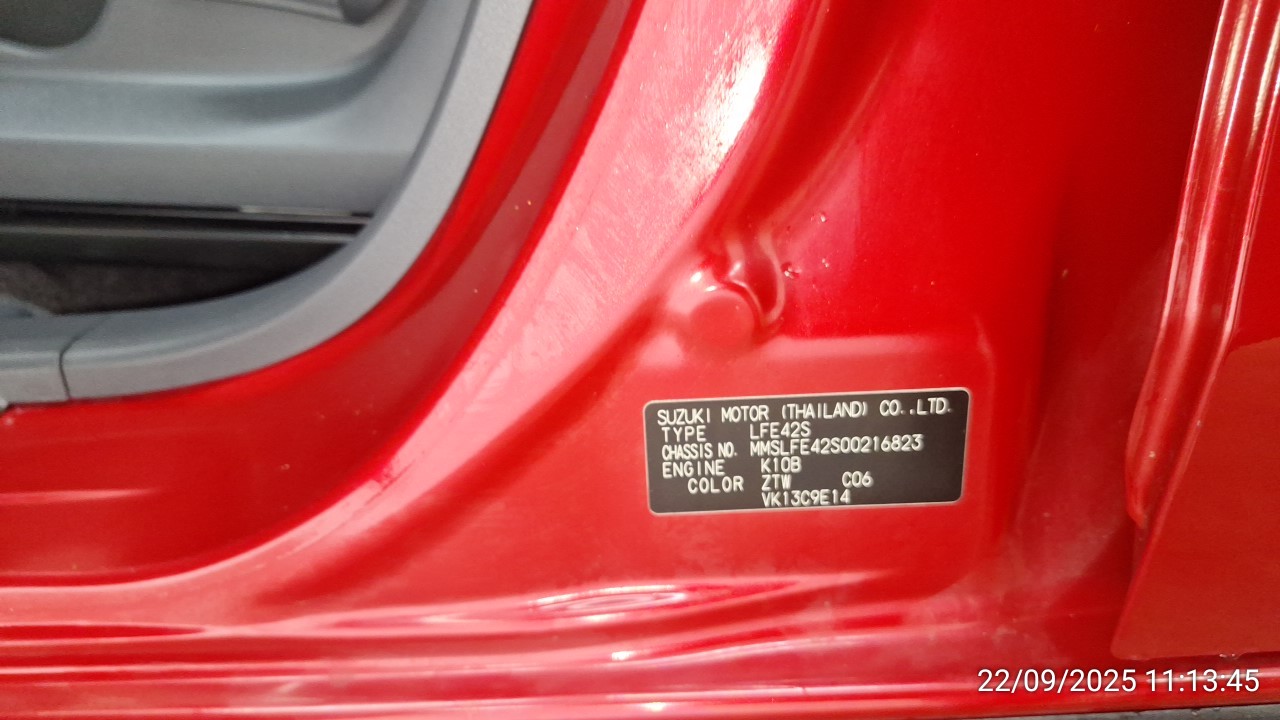 SUZUKI MOTOR (THAILAND) CO.,LTD.
TYPE LFE42S
CHASSIS NO. MMSLFE42S00216823
ENGINE K10B
COLOR ZTW C06
VK13C9E14
22/09/2025 11:13:45